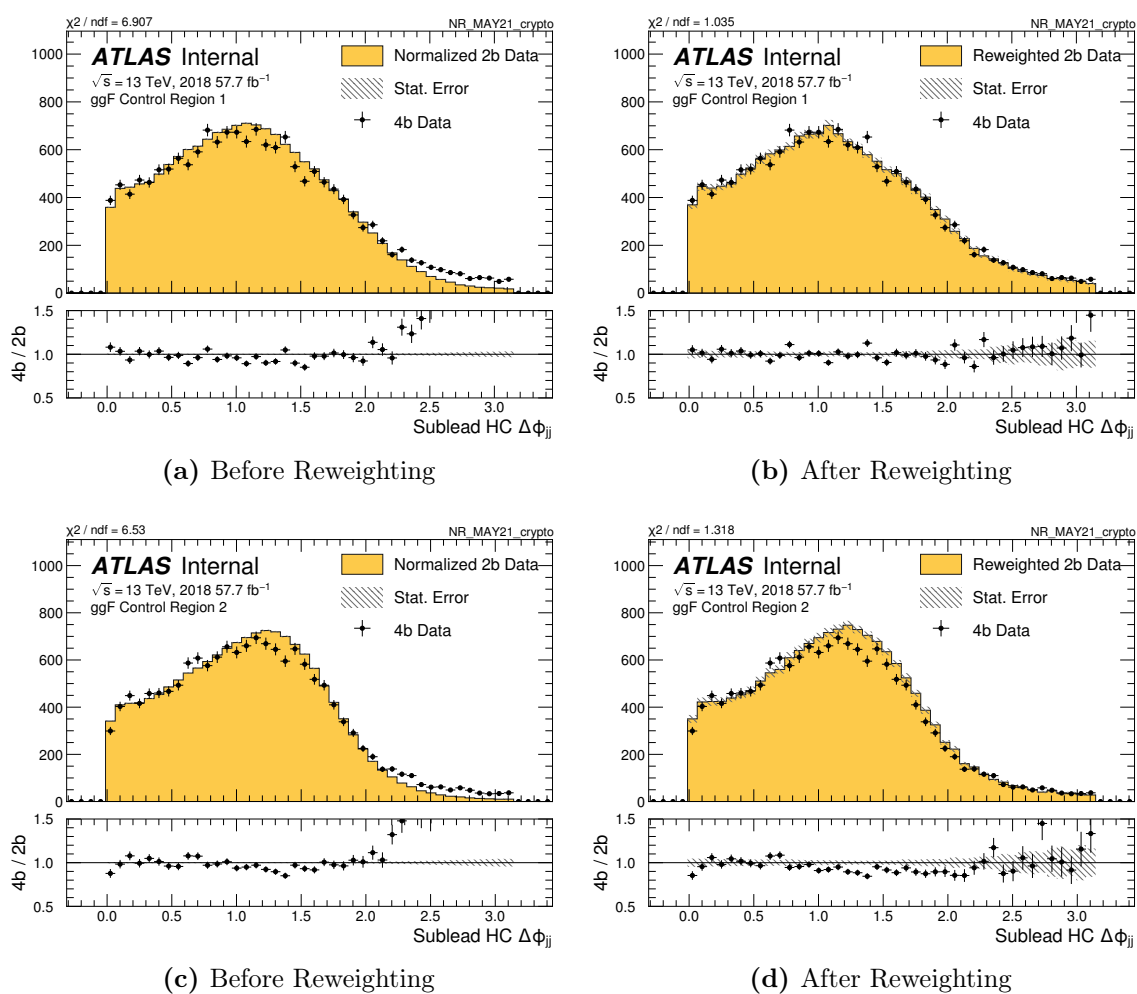 χ2 / ndf = 6.907 NR_MAY21_crypto
ATLAS Internal
√s = 13 TeV, 2018 57.7 fb⁻¹
ggF Control Region 1
Normalized 2b Data
Stat. Error
4b Data
1000
800
600
400
200
0
4b / 2b
1.5
1.0
0.5
0.0 0.5 1.0 1.5 2.0 2.5 3.0
Sublead HC Δϕjj
(a) Before Reweighting
χ2 / ndf = 1.035 NR_MAY21_crypto
ATLAS Internal
√s = 13 TeV, 2018 57.7 fb⁻¹
ggF Control Region 1
Reweighted 2b Data
Stat. Error
4b Data
1000
800
600
400
200
0
4b / 2b
1.5
1.0
0.5
0.0 0.5 1.0 1.5 2.0 2.5 3.0
Sublead HC Δϕjj
(b) After Reweighting
χ2 / ndf = 6.53 NR_MAY21_crypto
ATLAS Internal
√s = 13 TeV, 2018 57.7 fb⁻¹
ggF Control Region 2
Normalized 2b Data
Stat. Error
4b Data
1000
800
600
400
200
0
4b / 2b
1.5
1.0
0.5
0.0 0.5 1.0 1.5 2.0 2.5 3.0
Sublead HC Δϕjj
(c) Before Reweighting
χ2 / ndf = 1.318 NR_MAY21_crypto
ATLAS Internal
√s = 13 TeV, 2018 57.7 fb⁻¹
ggF Control Region 2
Reweighted 2b Data
Stat. Error
4b Data
1000
800
600
400
200
0
4b / 2b
1.5
1.0
0.5
0.0 0.5 1.0 1.5 2.0 2.5 3.0
Sublead HC Δϕjj
(d) After Reweighting